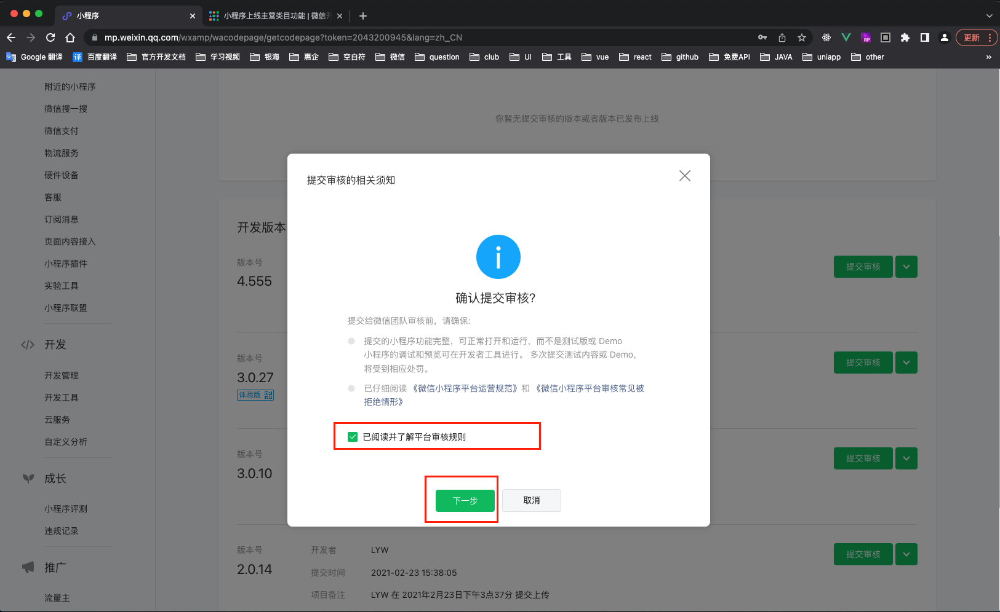 小程序
小程序上线主营类目功能 | 微信开
mp.weixin.qq.com/wxamp/wacodepage/getcodepage?token=2043200945&lang=zh_CN
RP
更新
Google 翻译
译 百度翻译
官方开发文档
学习视频
银海
惠企
空白符
微信
question
club
UI
工具
vue
react
github
免费API
JAVA
uniapp
other
»
附近的小程序
微信搜一搜
微信支付
物流服务
硬件设备
客服
订阅消息
页面内容接入
小程序插件
实验工具
小程序联盟
</> 开发
开发管理
开发工具
云服务
自定义分析
成长
小程序评测
违规记录
推广
流量主
你暂无提交审核的版本或者版本已发布上线
开发版本
版本号
4.555
提交审核
版本号
3.0.27
体验版
提交审核
版本号
3.0.10
提交审核
版本号
2.0.14
开发者 LYW
提交时间 2021-02-23 15:38:05
项目备注 LYW 在 2021年2月23日下午3点37分 提交上传
提交审核
提交审核的相关须知
i
确认提交审核?
提交给微信团队审核前，请确保:
提交的小程序功能完整，可正常打开和运行，而不是测试版或 Demo
小程序的调试和预览可在开发者工具进行。 多次提交测试内容或 Demo，
将受到相应处罚。
已仔细阅读 《微信小程序平台运营规范》和 《微信小程序平台审核常见被
拒绝情形》
已阅读并了解平台审核规则
下一步
取消